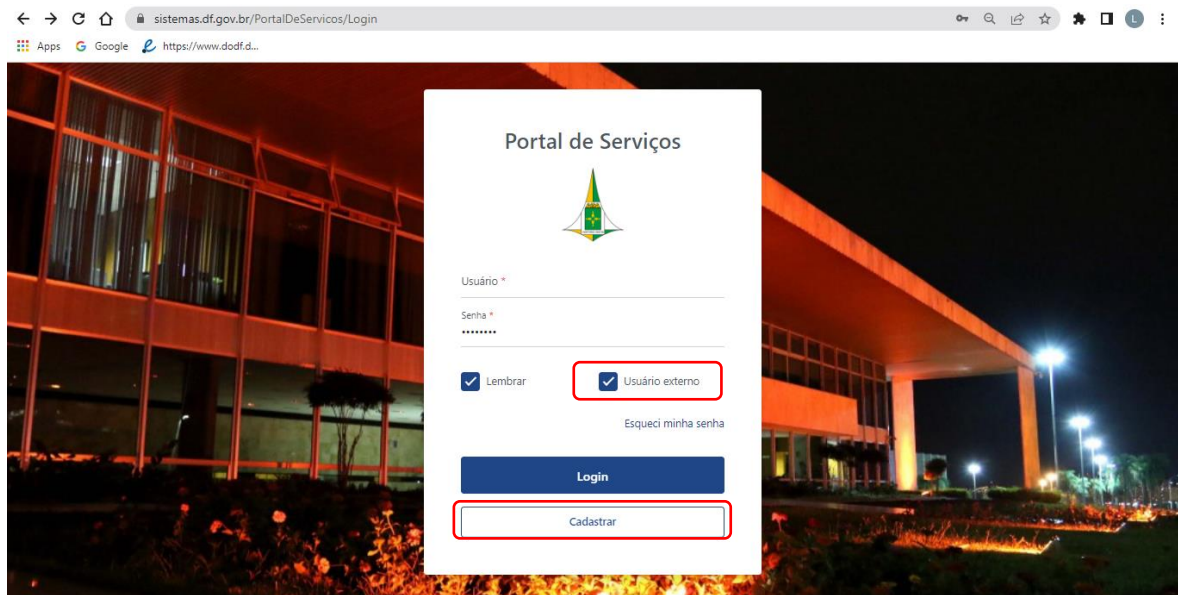 sistemas.df.gov.br/PortalDeServicos/Login
L
Apps Google https://www.dodf.d...
Portal de Serviços
Usuário *
Senha *
••••••••
Lembrar Usuário externo
Esqueci minha senha
Login
Cadastrar